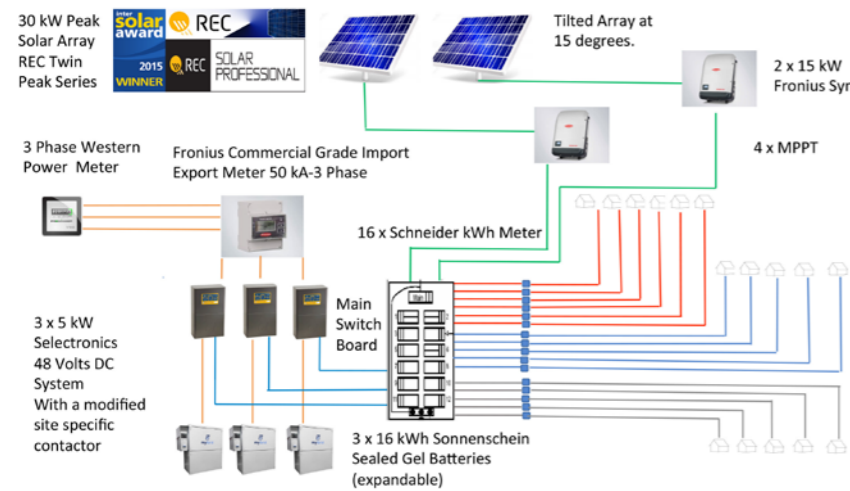 30 kW Peak
Solar Array
REC Twin
Peak Series
inter
solar
award
2015
WINNER
REC
REC
SOLAR
PROFESSIONAL
Tilted Array at
15 degrees.
2 x 15 kW
Fronius Syr
4 x MPPT
3 Phase Western
Power Meter
Fronius Commercial Grade Import
Export Meter 50 kA-3 Phase
16 x Schneider kWh Meter
Main
Switch
Board
3 x 5 kW
Selectronics
48 Volts DC
System
With a modified
site specific
contactor
3 x 16 kWh Sonnenschein
Sealed Gel Batteries
(expandable)